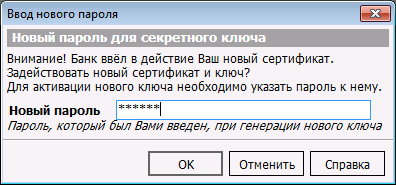 Ввод нового пароля
Новый пароль для секретного ключа
Внимание! Банк ввёл в действие Ваш новый сертификат.
Задействовать новый сертификат и ключ?
Для активации нового ключа необходимо указать пароль к нему.
Новый пароль ******
Пароль, который был Вами введен, при генерации нового ключа
ОК Отменить Справка